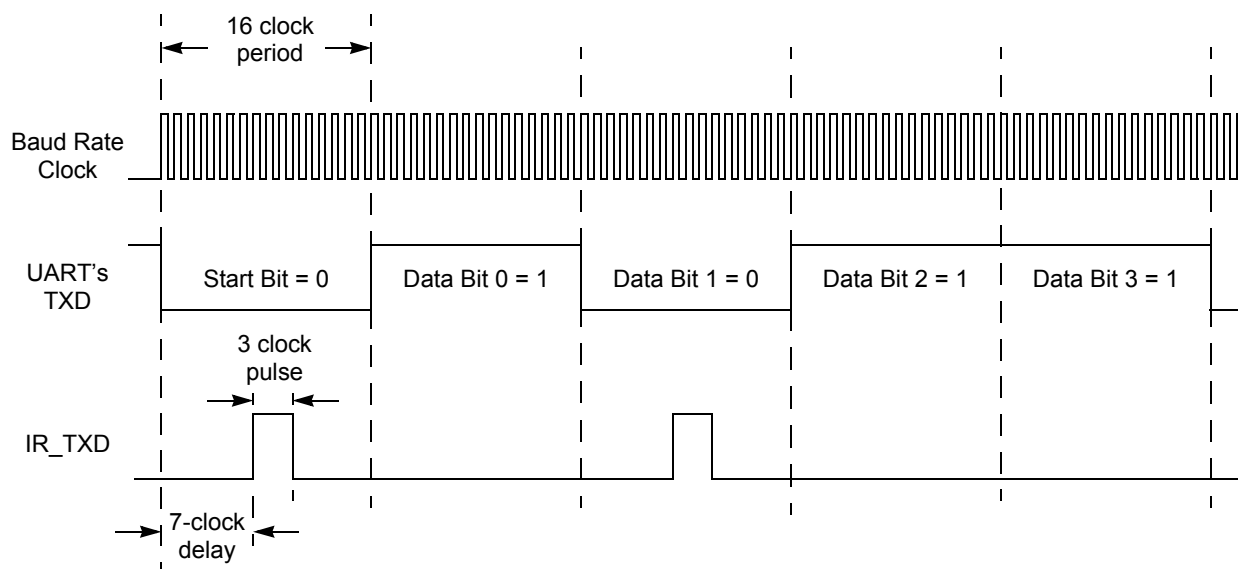 16 clock
period
Baud Rate
Clock
UART's
TXD
Start Bit = 0
Data Bit 0 = 1
Data Bit 1 = 0
Data Bit 2 = 1
Data Bit 3 = 1
3 clock
pulse
IR_TXD
7-clock
delay